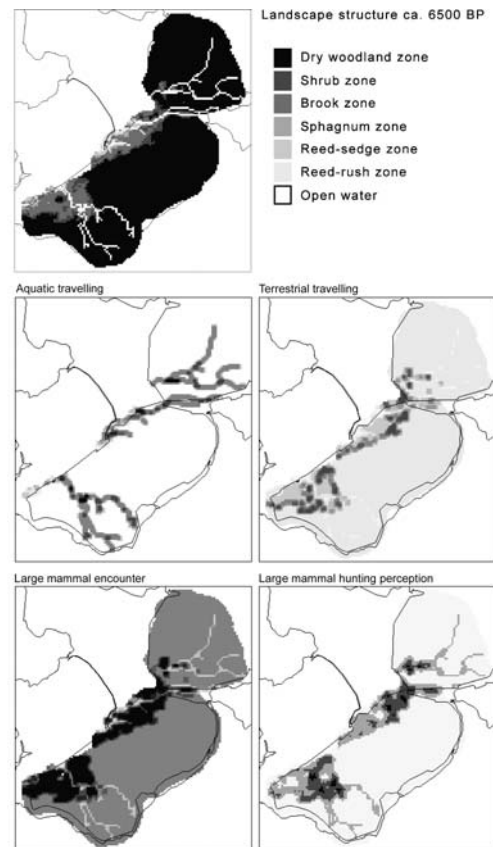 Landscape structure ca. 6500 BP
Dry woodland zone
Shrub zone
Brook zone
Sphagnum zone
Reed-sedge zone
Reed-rush zone
Open water
Aquatic travelling
Terrestrial travelling
Large mammal encounter
Large mammal hunting perception